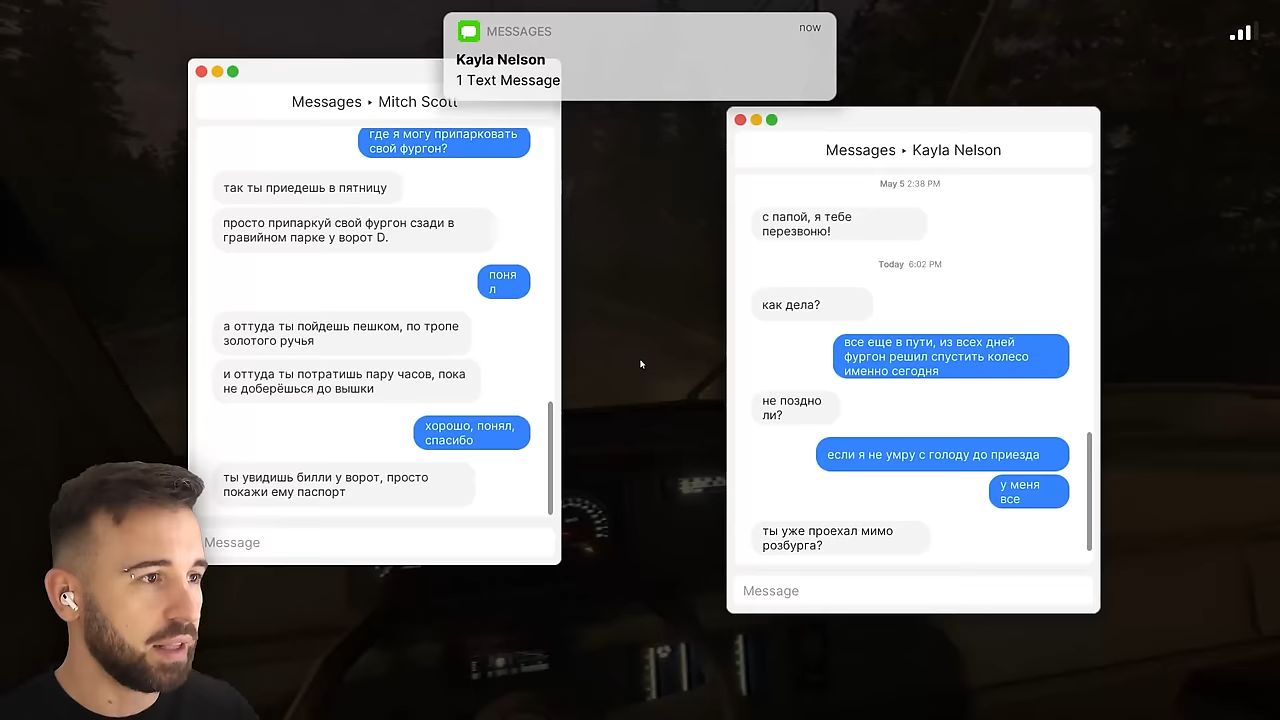 MESSAGES
now
Kayla Nelson
1 Text Message
Messages ‣ Mitch Scott
где я могу припарковать
свой фургон?
так ты приедешь в пятницу
просто припаркуй свой фургон сзади в
гравийном парке у ворот D.
поня
л
а оттуда ты пойдешь пешком, по тропе
золотого ручья
и оттуда ты потратишь пару часов, пока
не доберёшься до вышки
хорошо, понял,
спасибо
ты увидишь билли у ворот, просто
покажи ему паспорт
Message
Messages ‣ Kayla Nelson
May 5 2:38 PM
с папой, я тебе
перезвоню!
Today 6:02 PM
как дела?
все еще в пути, из всех дней
фургон решил спустить колесо
именно сегодня
не поздно
ли?
если я не умру с голоду до приезда
у меня
все
ты уже проехал мимо
розбурга?
Message